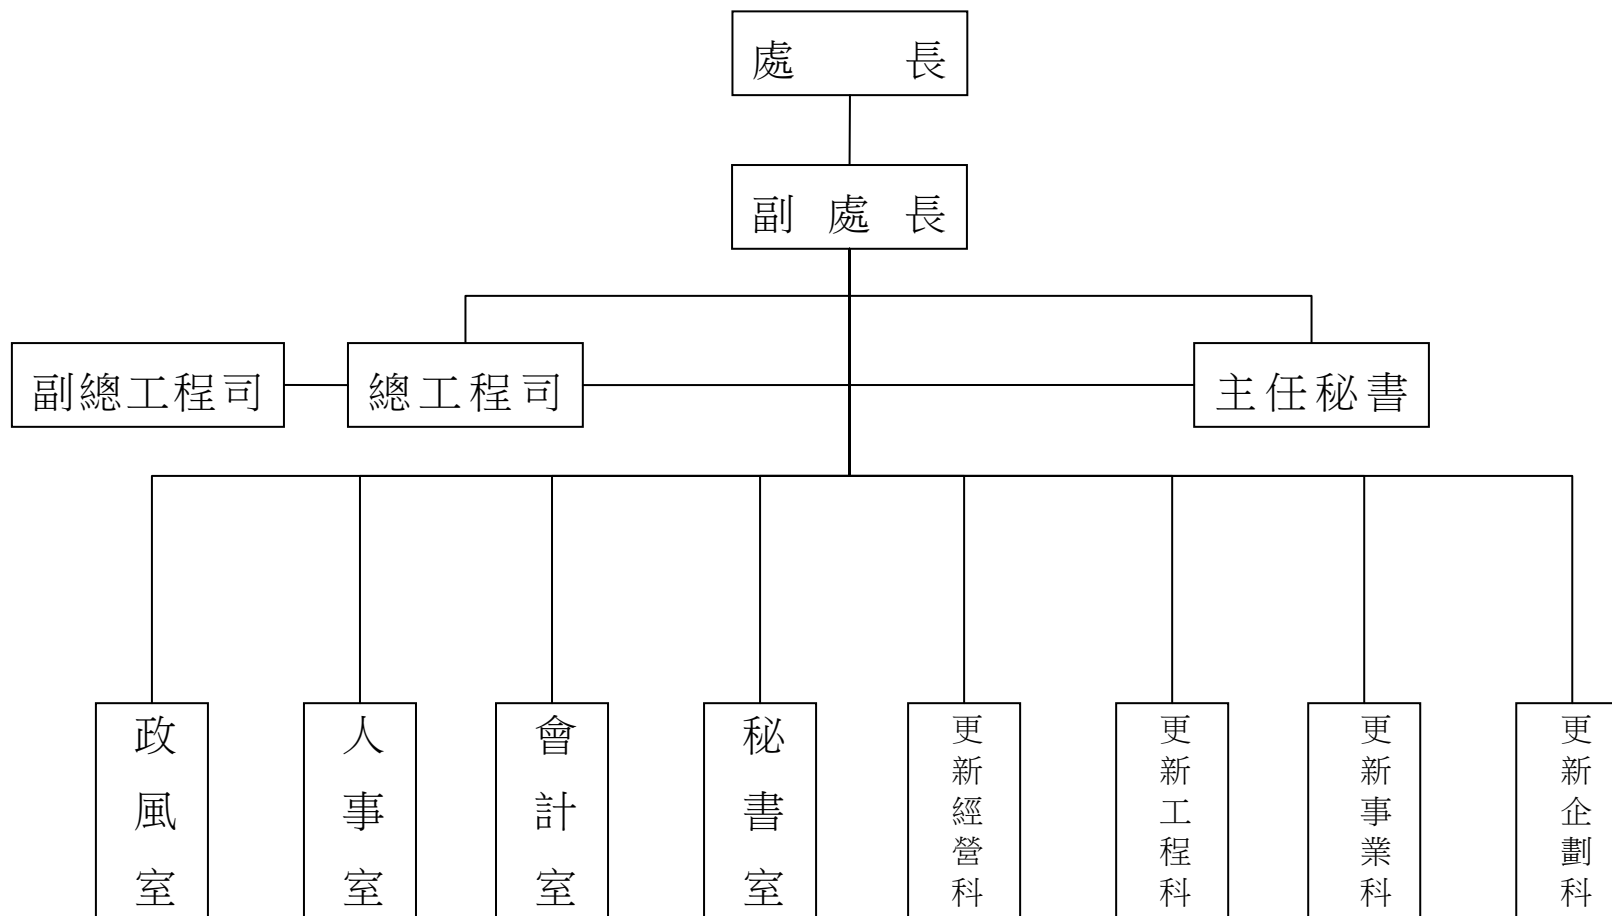 處長
副處長
副總工程司
總工程司
主任秘書
政風室
人事室
會計室
秘書室
更新經營科
更新工程科
更新事業科
更新企劃科